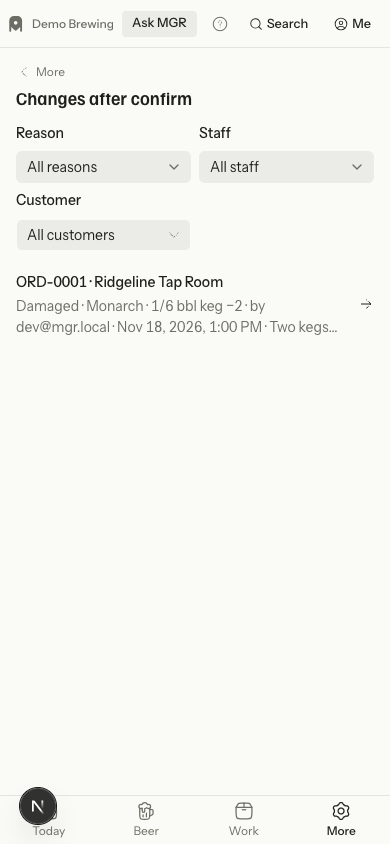 Demo Brewing
Ask MGR
?
Search
Me
More
Changes after confirm
Reason
Staff
All reasons
All staff
Customer
All customers
ORD-0001 · Ridgeline Tap Room
Damaged · Monarch · 1/6 bbl keg −2 · by
dev@mgr.local · Nov 18, 2026, 1:00 PM · Two kegs…
N
Today
Beer
Work
More